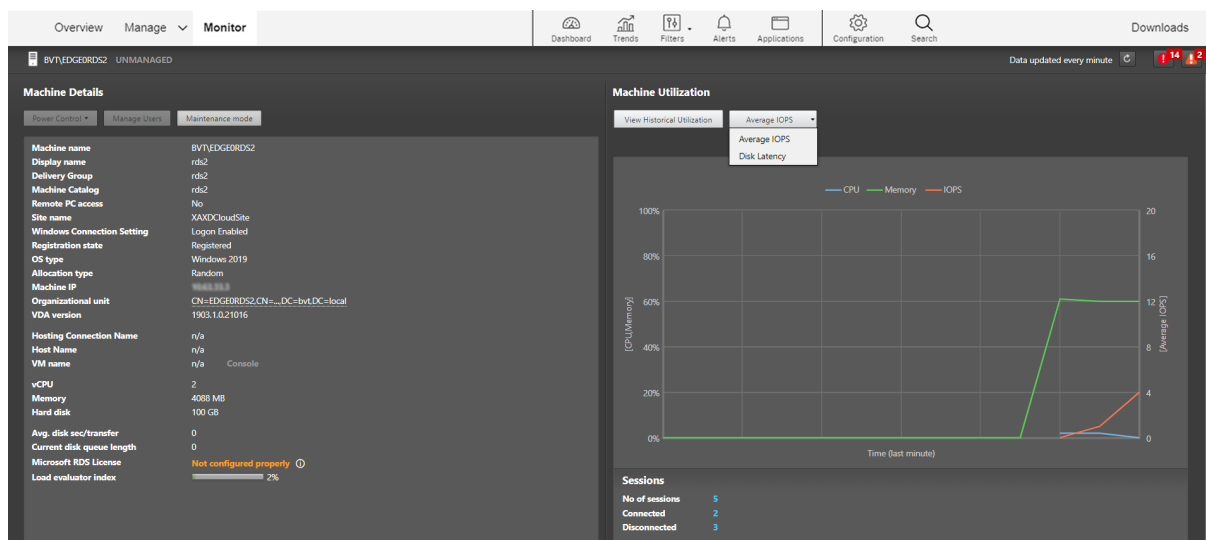 Overview Manage Monitor Dashboard Trends Filters Alerts Applications Configuration Search Downloads
BVT\EDGE0RDS2 UNMANAGED Data updated every minute 14 2
Machine Details
Power Control Manage Users Maintenance mode
Machine name BVT\EDGE0RDS2
Display name rds2
Delivery Group rds2
Machine Catalog rds2
Remote PC access No
Site name XAXDCloudSite
Windows Connection Setting Logon Enabled
Registration state Registered
OS type Windows 2019
Allocation type Random
Machine IP
Organizational unit CN=EDGE0RDS2,CN=...,DC=bvt,DC=local
VDA version 1903.1.0.21016
Hosting Connection Name n/a
Host Name n/a
VM name n/a Console
vCPU 2
Memory 4088 MB
Hard disk 100 GB
Avg. disk sec/transfer 0
Current disk queue length 0
Microsoft RDS License Not configured properly
Load evaluator index 2%
Machine Utilization
View Historical Utilization Average IOPS
Average IOPS
Disk Latency
CPU Memory IOPS
100% 20
80% 16
60% 12
40% 8
20% 4
0% 0
[CPU,Memory]
[Average IOPS]
Time (last minute)
Sessions
No of sessions 5
Connected 2
Disconnected 3